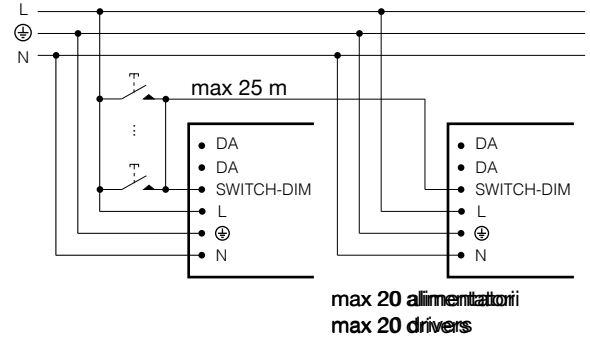 L
N
max 25 m
DA
DA
SWITCH-DIM
L
N
DA
DA
SWITCH-DIM
L
N
max 20 alimentatori
max 20 drivers